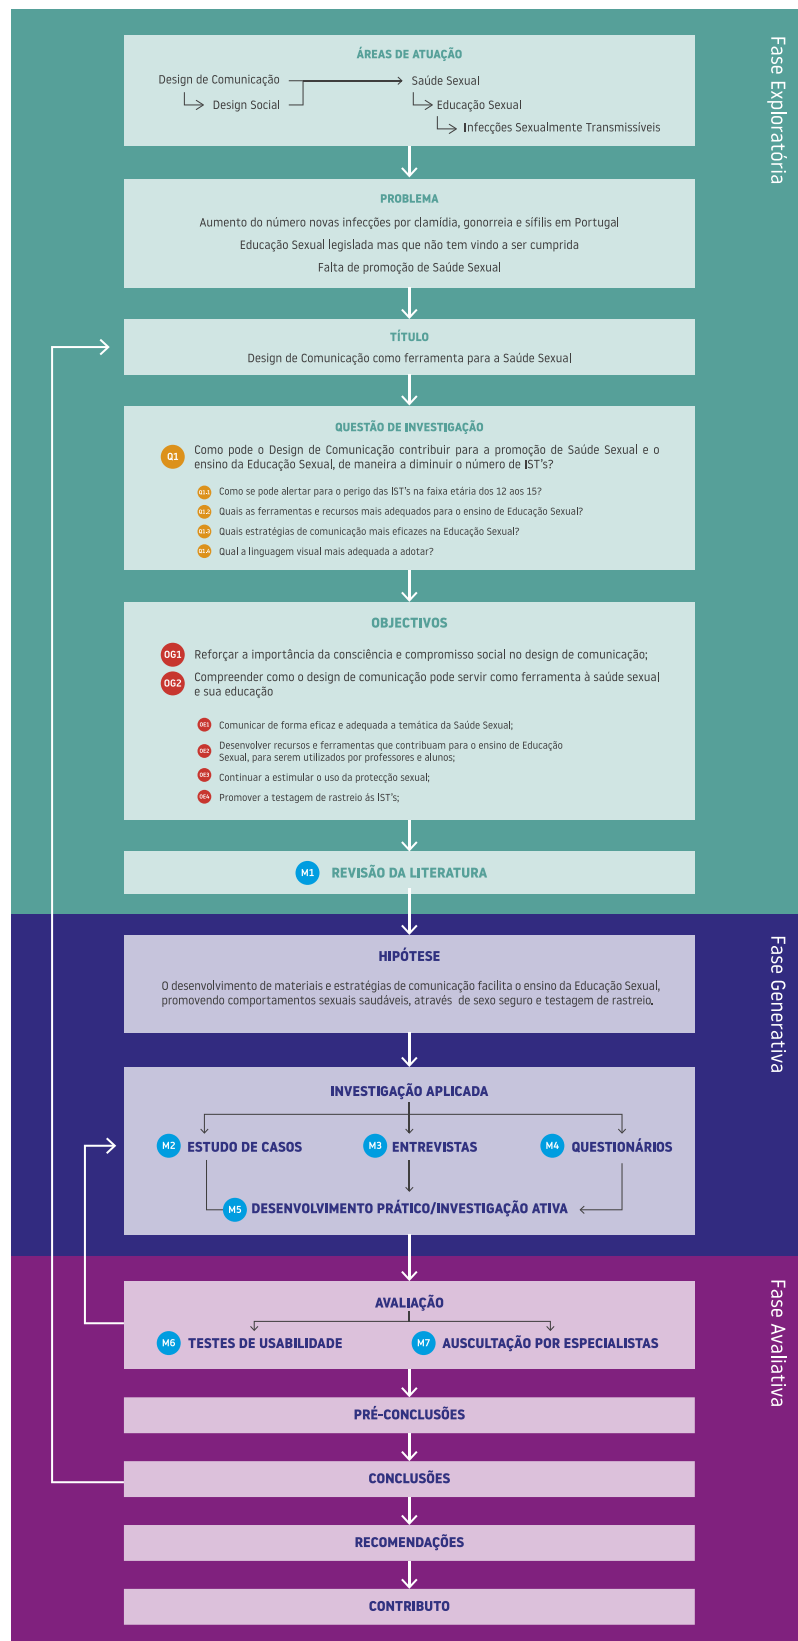 Fase Exploratória
ÁREAS DE ATUAÇÃO
Design de Comunicação
Saúde Sexual
Design Social
Educação Sexual
Infecções Sexualmente Transmissíveis
PROBLEMA
Aumento do número novas infecções por clamídia, gonorreia e sífilis em Portugal
Educação Sexual legislada mas que não tem vindo a ser cumprida
Falta de promoção de Saúde Sexual
TÍTULO
Design de Comunicação como ferramenta para a Saúde Sexual
QUESTÃO DE INVESTIGAÇÃO
Q1 Como pode o Design de Comunicação contribuir para a promoção de Saúde Sexual e o
ensino da Educação Sexual, de maneira a diminuir o número de IST's?
Q1.1 Como se pode alertar para o perigo das IST's na faixa etária dos 12 aos 15?
Q1.2 Quais as ferramentas e recursos mais adequados para o ensino de Educação Sexual?
Q1.3 Quais estratégias de comunicação mais eficazes na Educação Sexual?
Q1.4 Qual a linguagem visual mais adequada a adotar?
OBJECTIVOS
OG1 Reforçar a importância da consciência e compromisso social no design de comunicação;
OG2 Compreender como o design de comunicação pode servir como ferramenta à saúde sexual
e sua educação
OE1 Comunicar de forma eficaz e adequada a temática da Saúde Sexual;
OE2 Desenvolver recursos e ferramentas que contribuam para o ensino de Educação
Sexual, para serem utilizados por professores e alunos;
OE3 Continuar a estimular o uso da protecção sexual;
OE4 Promover a testagem de rastreio ás IST's;
M1 REVISÃO DA LITERATURA
Fase Generativa
HIPÓTESE
O desenvolvimento de materiais e estratégias de comunicação facilita o ensino da Educação Sexual,
promovendo comportamentos sexuais saudáveis, através de sexo seguro e testagem de rastreio.
INVESTIGAÇÃO APLICADA
M2 ESTUDO DE CASOS
M3 ENTREVISTAS
M4 QUESTIONÁRIOS
M5 DESENVOLVIMENTO PRÁTICO/INVESTIGAÇÃO ATIVA
Fase Avaliativa
AVALIAÇÃO
M6 TESTES DE USABILIDADE
M7 AUSCULTAÇÃO POR ESPECIALISTAS
PRÉ-CONCLUSÕES
CONCLUSÕES
RECOMENDAÇÕES
CONTRIBUTO